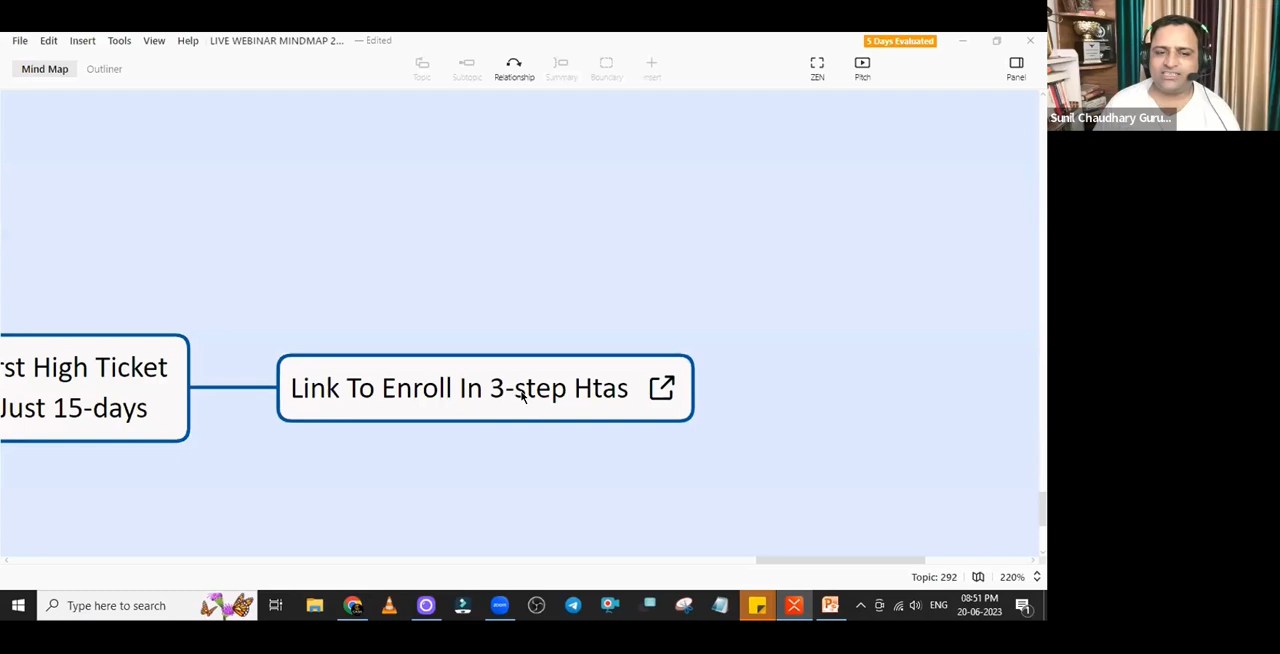 File Edit Insert Tools View Help LIVE WEBINAR MINDMAP 2... — Edited
5 Days Evaluated
Mind Map Outliner
Topic Subtopic Relationship Summary Boundary Insert
ZEN Pitch Panel
Sunil Chaudhary Guru...
rst High Ticket
Just 15-days
Link To Enroll In 3-step Htas
Topic: 292 220%
Type here to search
ENG
08:51 PM
20-06-2023
1